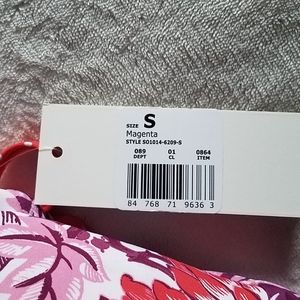 SIZE S
Magenta
STYLE SO1014-6209-S
089 01 0864
DEPT CL ITEM
84 768 71 9636 3